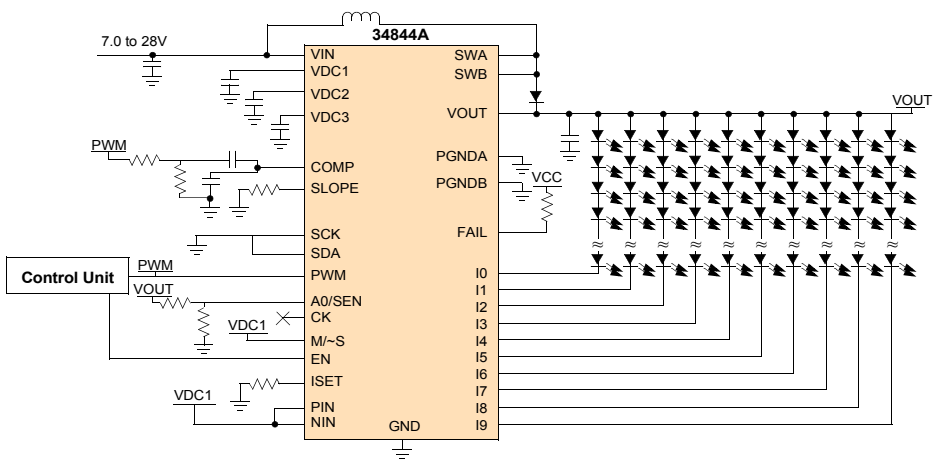 34844A
7.0 to 28V
VIN
VDC1
VDC2
VDC3
COMP
SLOPE
SCK
SDA
PWM
A0/SEN
CK
M/~S
EN
ISET
PIN
NIN
GND
SWA
SWB
VOUT
PGNDA
PGNDB
FAIL
I0
I1
I2
I3
I4
I5
I6
I7
I8
I9
PWM
Control Unit
PWM
VOUT
VDC1
VDC1
VCC
VOUT